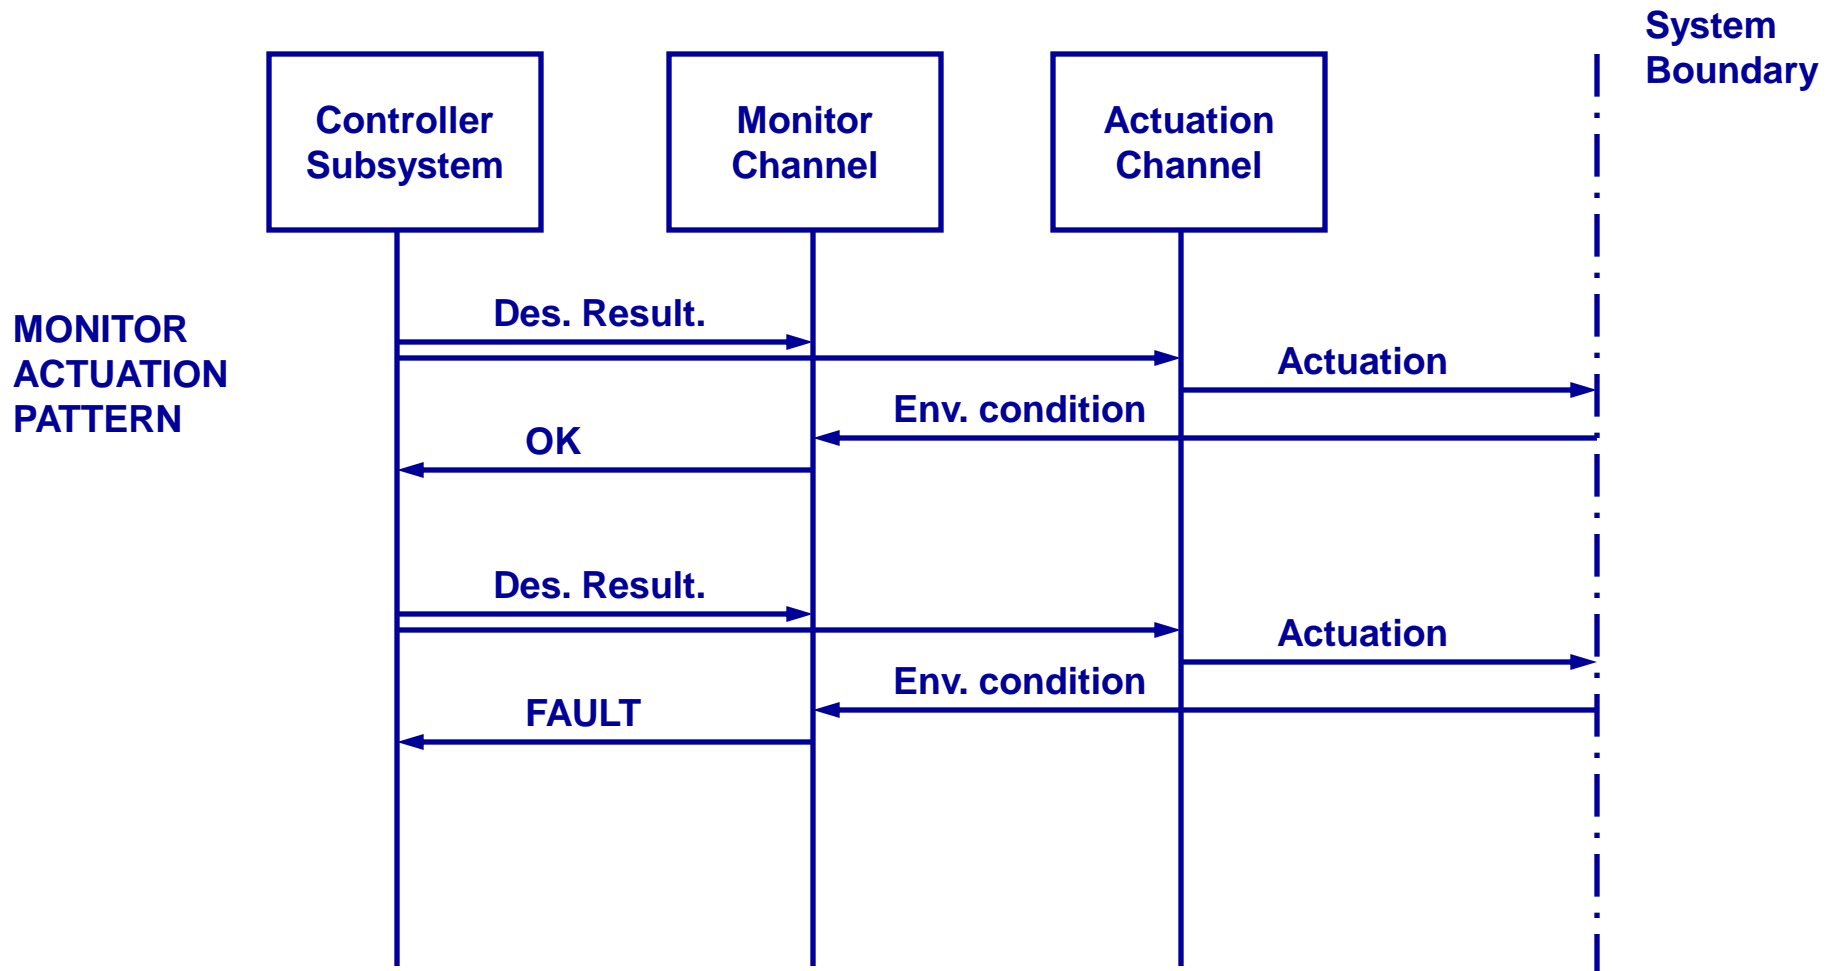 System
Boundary
Controller
Subsystem
Monitor
Channel
Actuation
Channel
MONITOR
ACTUATION
PATTERN
Des. Result.
Actuation
Env. condition
OK
Des. Result.
Actuation
Env. condition
FAULT